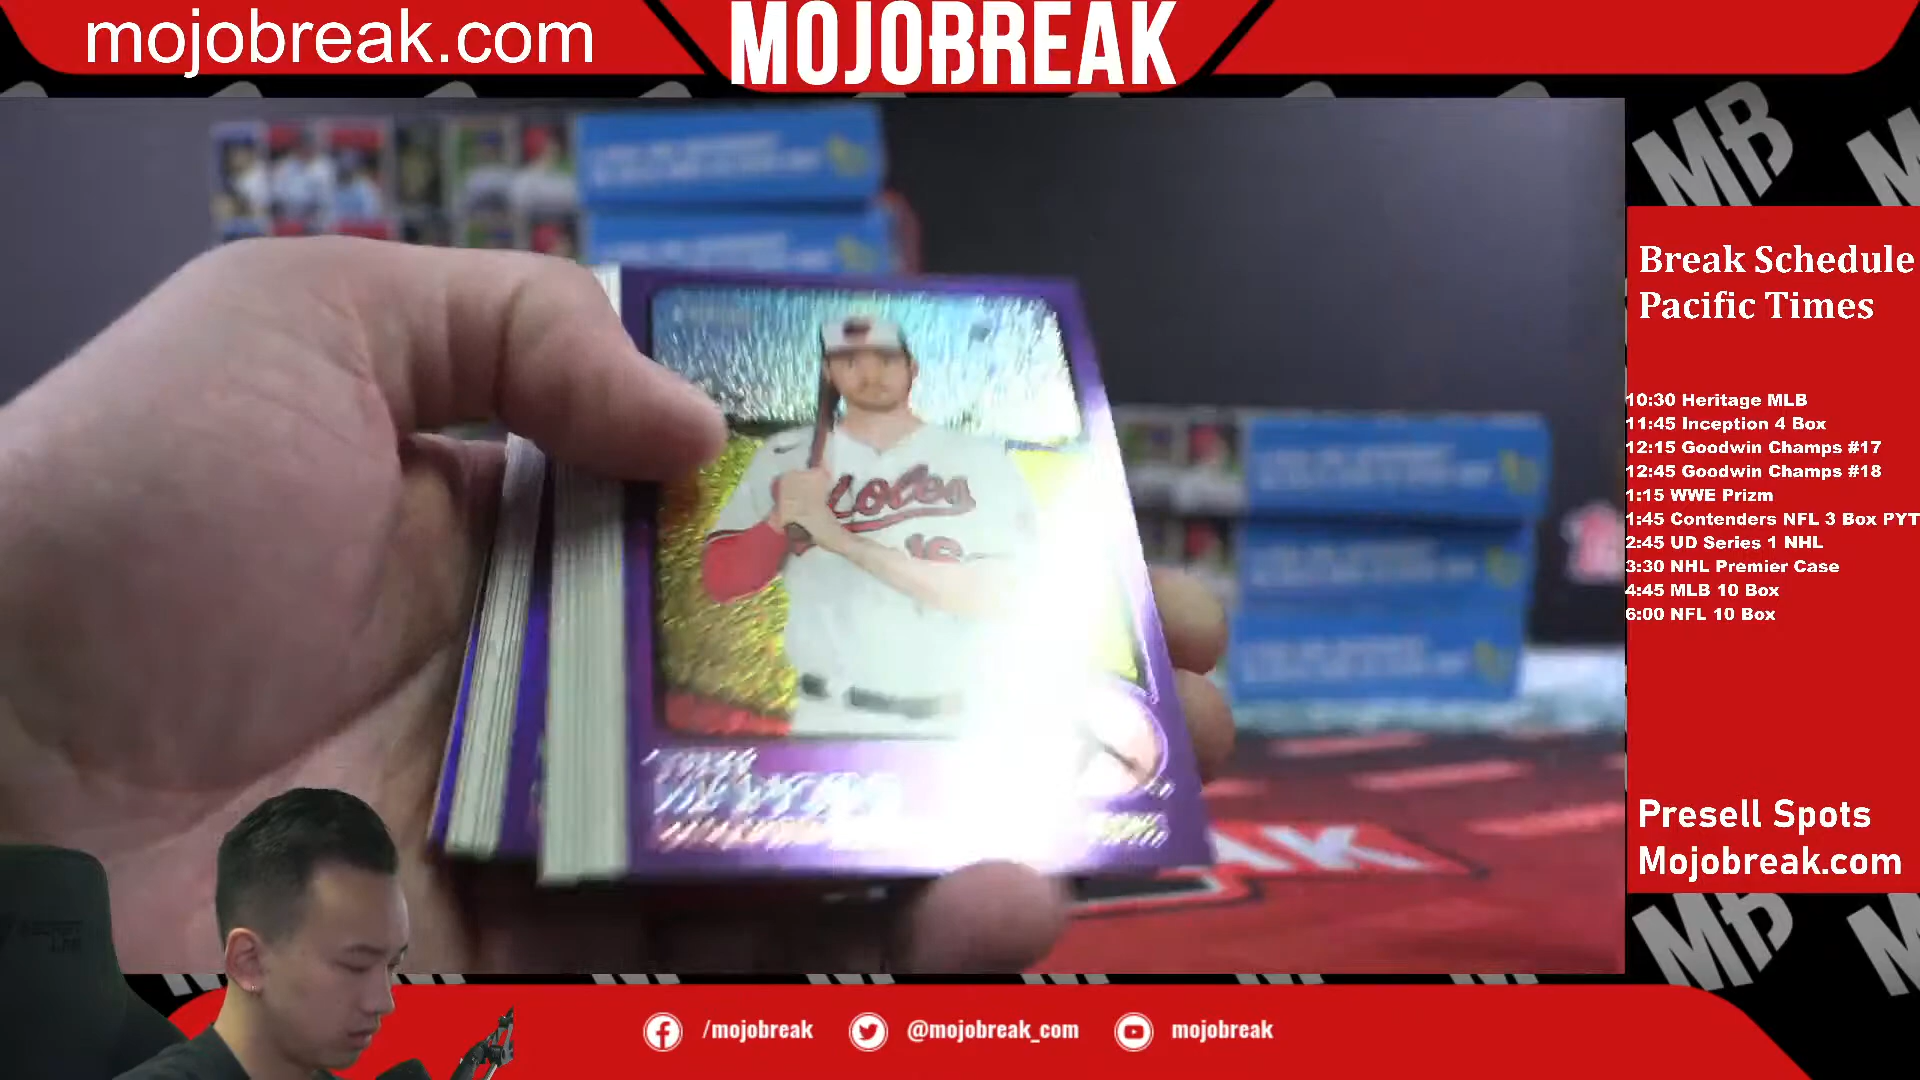 mojobreak.com
MOJOBREAK
MB
Break Schedule
Pacific Times
10:30 Heritage MLB
11:45 Inception 4 Box
12:15 Goodwin Champs #17
12:45 Goodwin Champs #18
1:15 WWE Prizm
1:45 Contenders NFL 3 Box PYT
2:45 UD Series 1 NHL
3:30 NHL Premier Case
4:45 MLB 10 Box
6:00 NFL 10 Box
Presell Spots
Mojobreak.com
MB
/mojobreak
@mojobreak_com
mojobreak